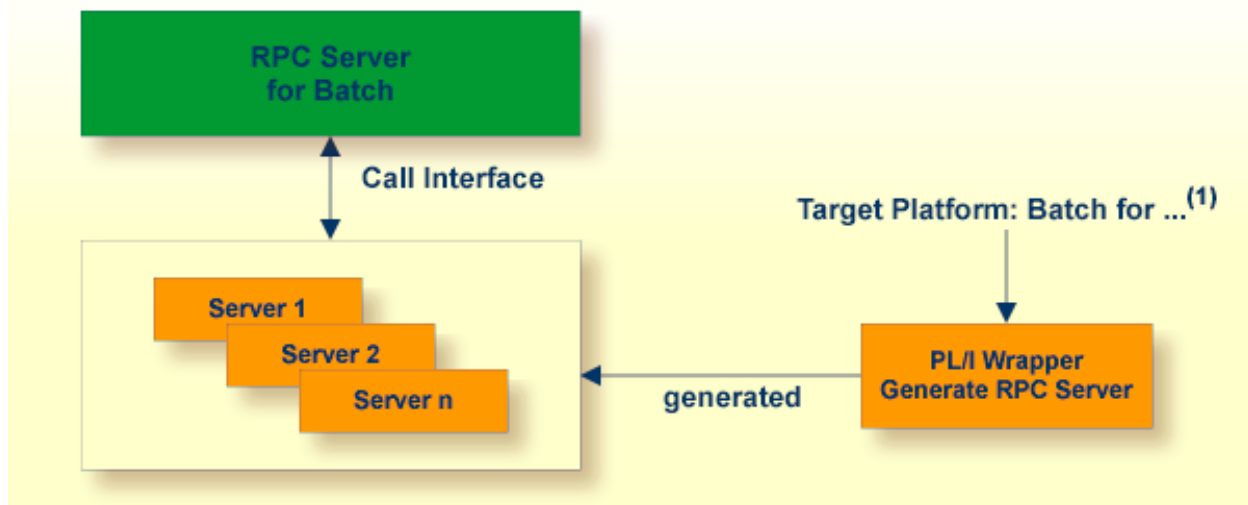 RPC Server
for Batch
Call Interface
Target Platform: Batch for ...(1)
Server 1
Server 2
Server n
PL/I Wrapper
Generate RPC Server
generated